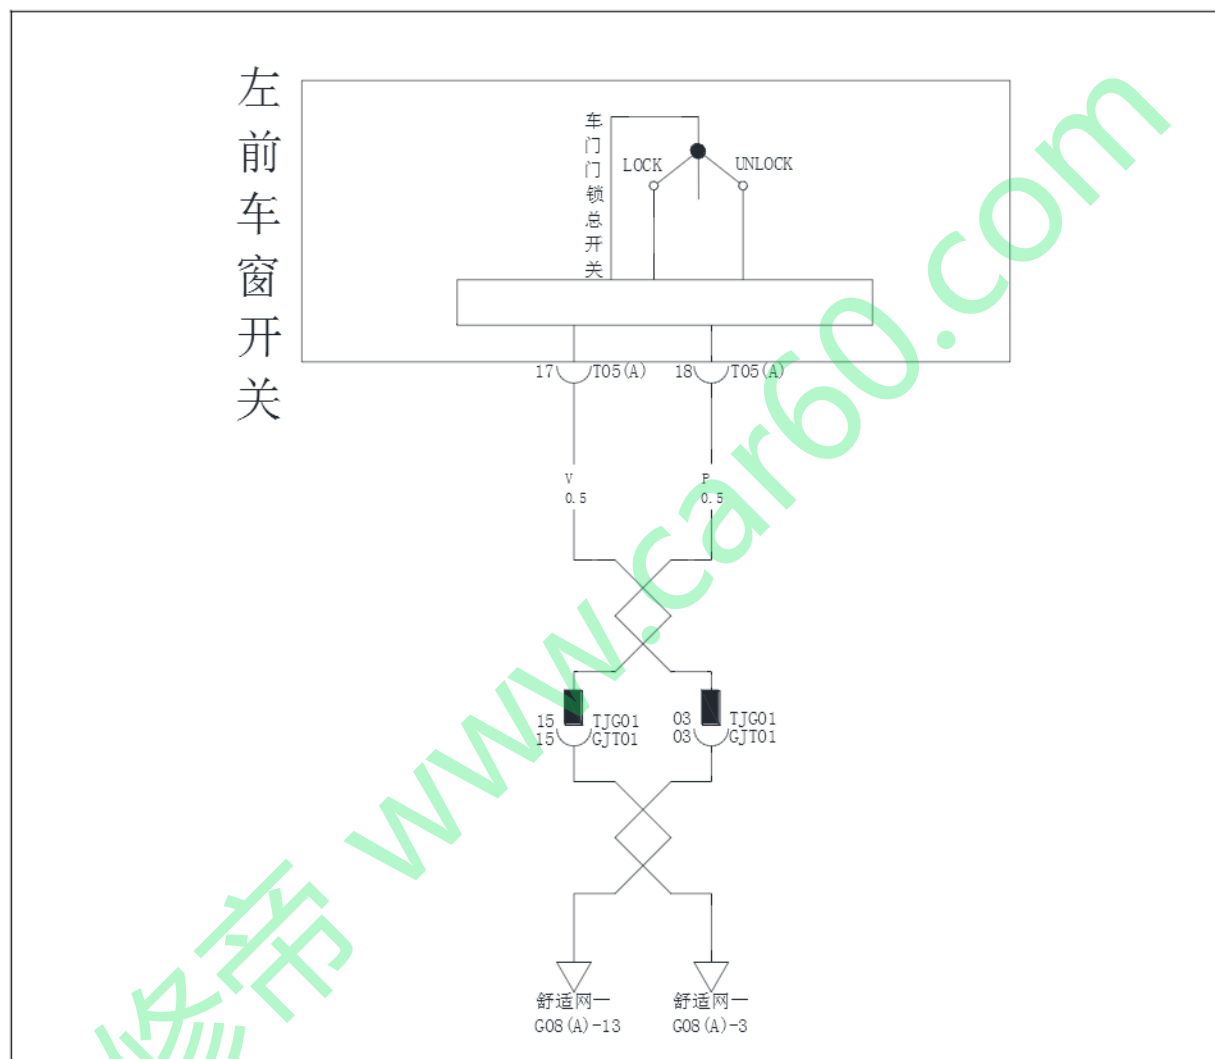 左前车窗开关
车门门锁总开关
LOCK
UNLOCK
17 T05(A)
18 T05(A)
V
0.5
P
0.5
15 TJG01
15 GJT01
03 TJG01
03 GJT01
舒适网一
G08(A)-13
舒适网一
G08(A)-3
修帝 www.car60.com